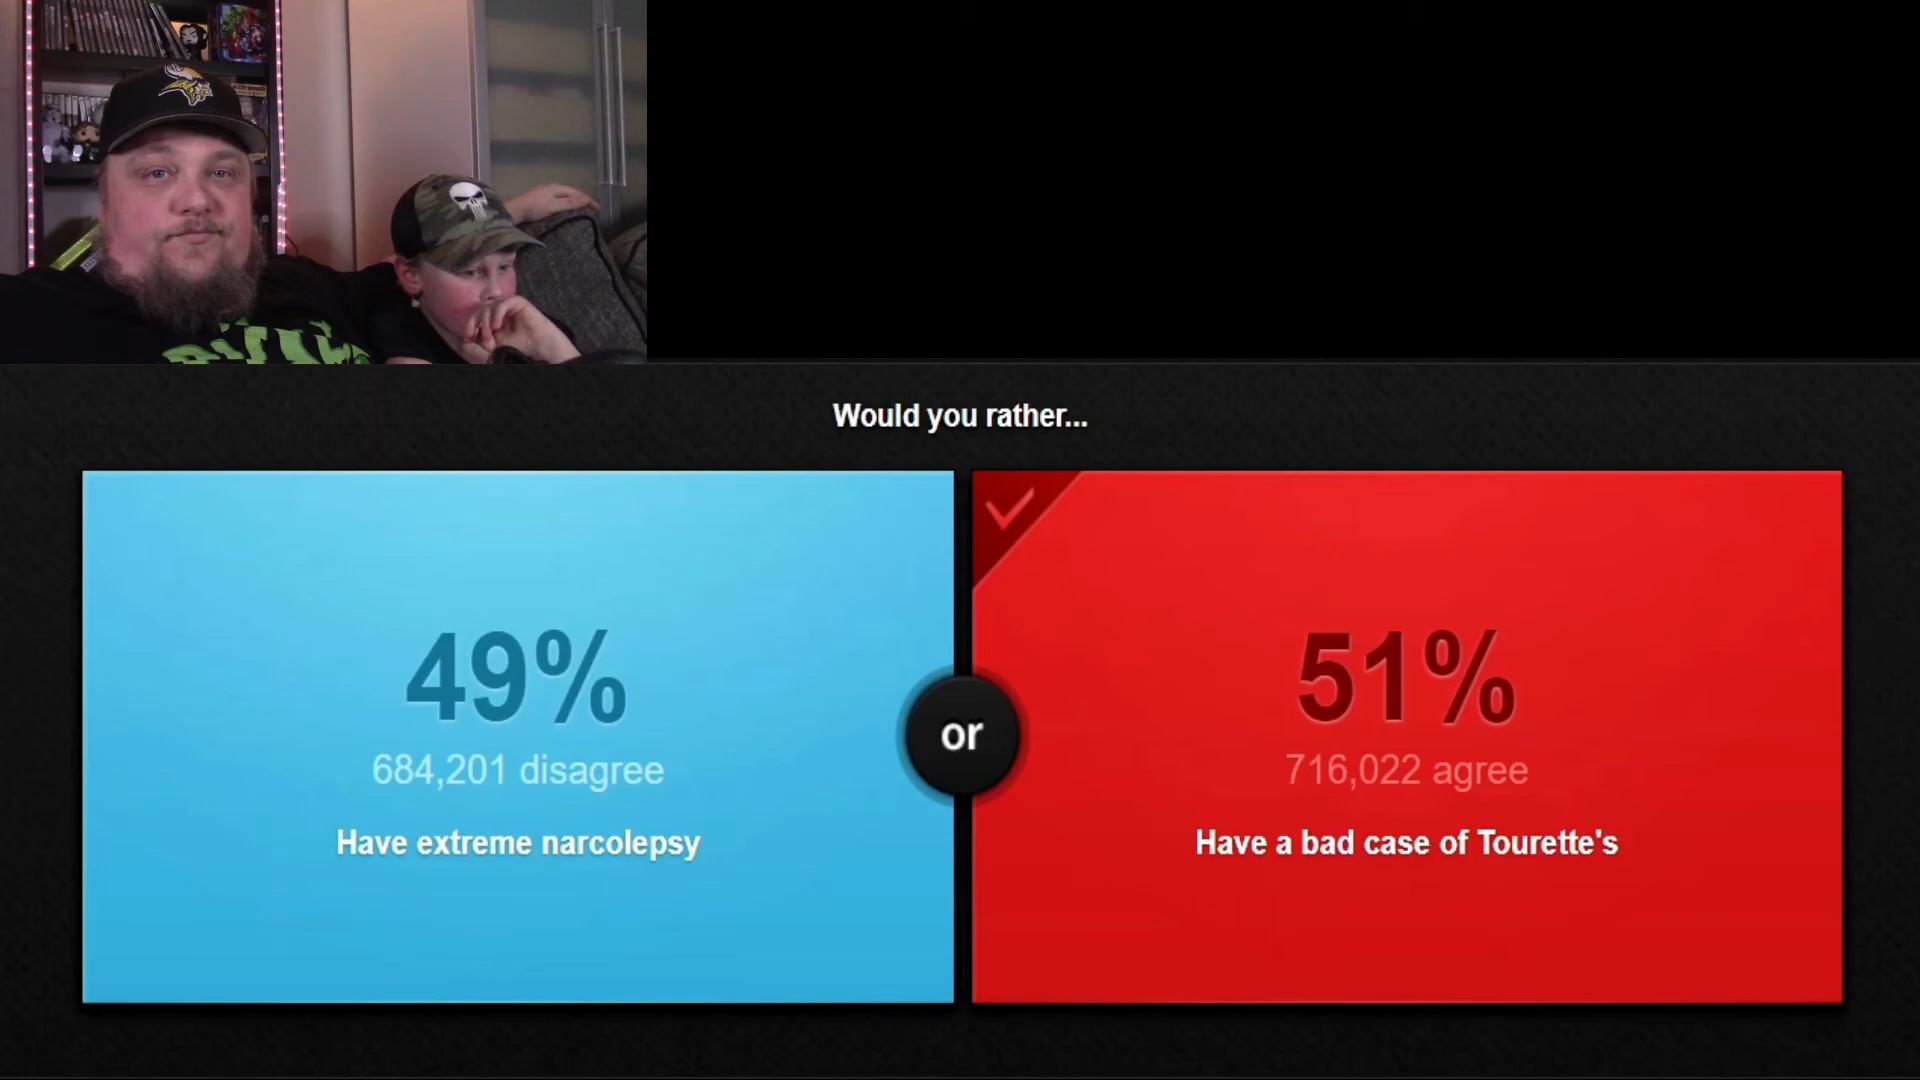 Would you rather...
49%
684,201 disagree
Have extreme narcolepsy
or
51%
716,022 agree
Have a bad case of Tourette's